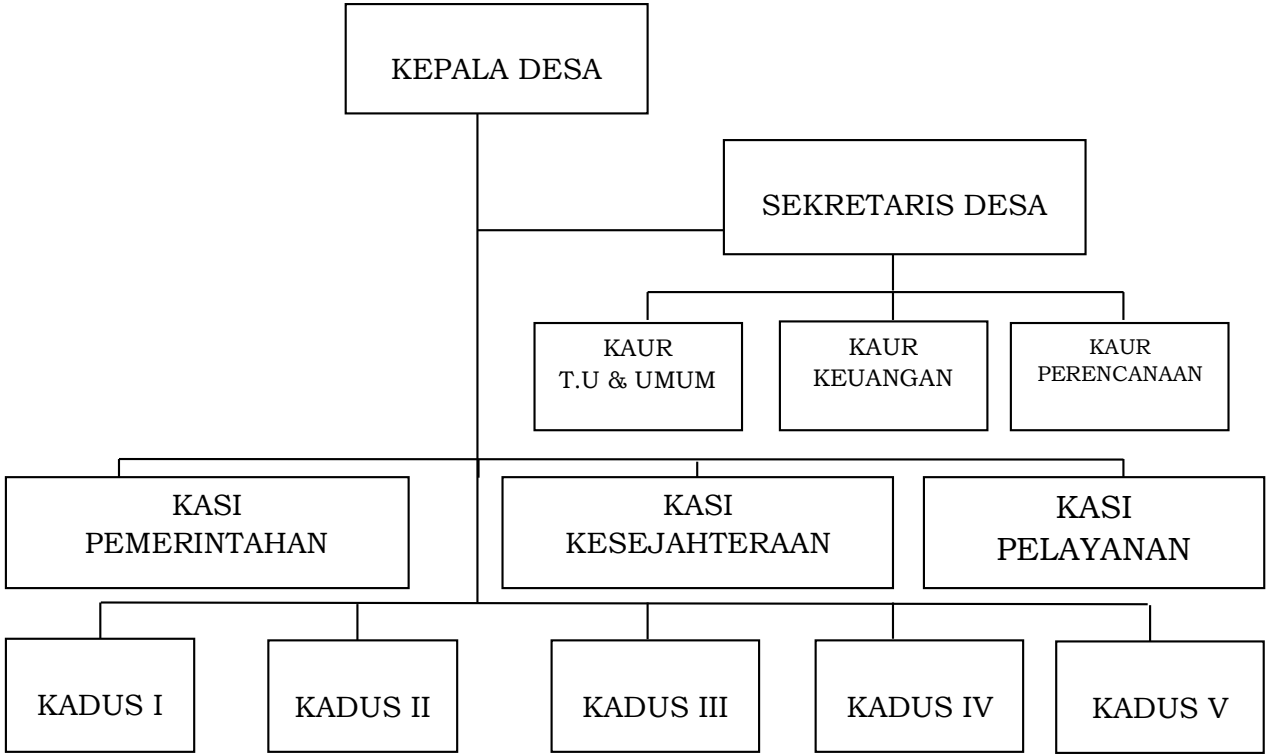 KEPALA DESA
SEKRETARIS DESA
KAUR
T.U & UMUM
KAUR
KEUANGAN
KAUR
PERENCANAAN
KASI
PEMERINTAHAN
KASI
KESEJAHTERAAN
KASI
PELAYANAN
KADUS I
KADUS II
KADUS III
KADUS IV
KADUS V